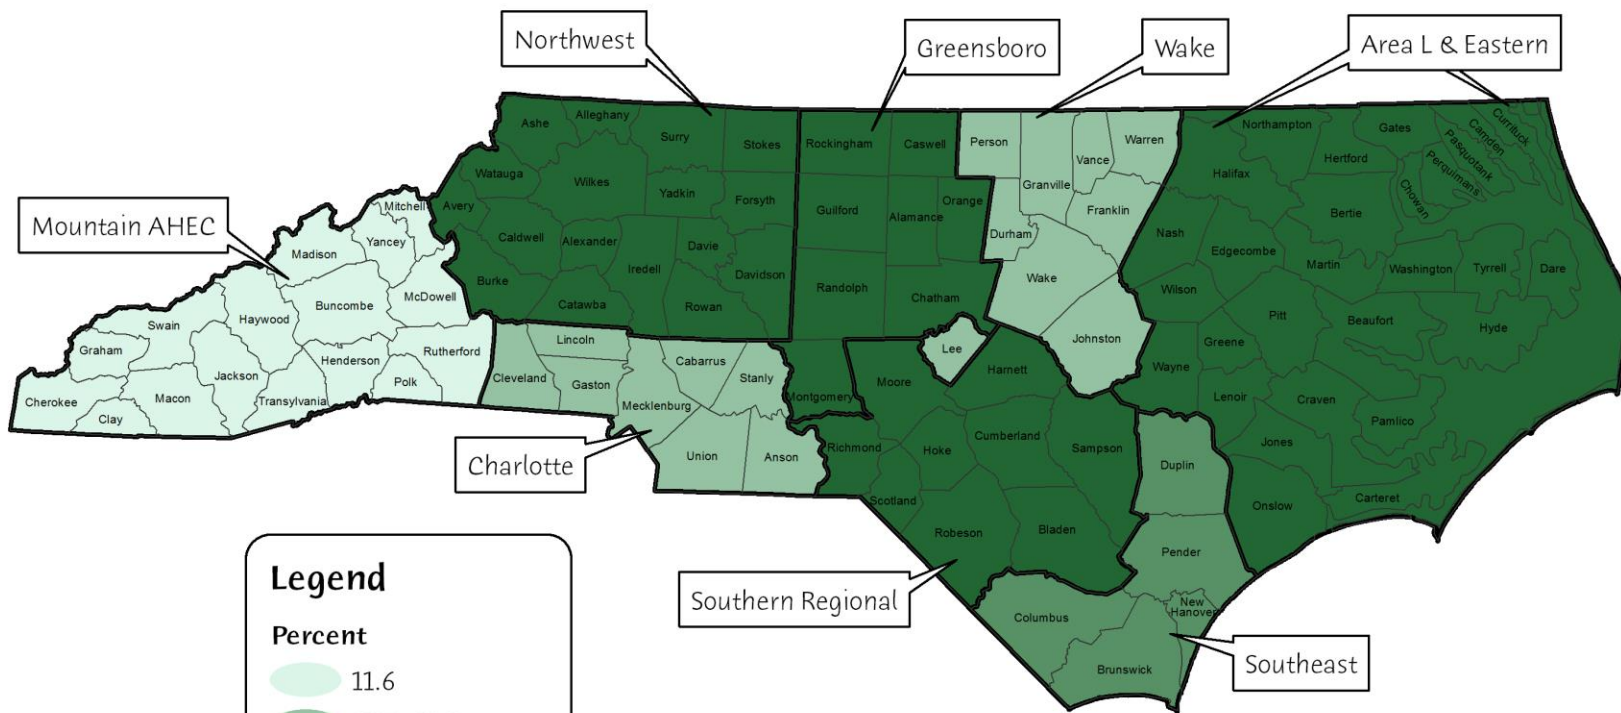 Northwest
Greensboro
Wake
Area L & Eastern
Mountain AHEC
Charlotte
Southern Regional
Southeast
Ashe
Alleghany
Surry
Stokes
Rockingham
Caswell
Person
Granville
Vance
Warren
Northampton
Gates
Currituck
Camden
Pasquotank
Perquimans
Chowan
Hertford
Halifax
Watauga
Wilkes
Yadkin
Forsyth
Guilford
Alamance
Orange
Durham
Franklin
Nash
Edgecombe
Bertie
Martin
Washington
Tyrrell
Dare
Mitchell
Avery
Caldwell
Alexander
Iredell
Davie
Davidson
Randolph
Chatham
Wake
Wilson
Pitt
Beaufort
Hyde
Madison
Yancey
Burke
Catawba
Rowan
Johnston
Greene
Swain
Haywood
Buncombe
McDowell
Graham
Jackson
Henderson
Rutherford
Polk
Cherokee
Clay
Macon
Transylvania
Cleveland
Lincoln
Gaston
Mecklenburg
Cabarrus
Stanly
Union
Anson
Montgomery
Moore
Lee
Harnett
Wayne
Lenoir
Craven
Pamlico
Jones
Carteret
Onslow
Richmond
Hoke
Cumberland
Sampson
Duplin
Scotland
Robeson
Bladen
Pender
Columbus
New
Hanover
Brunswick
Legend
Percent
11.6